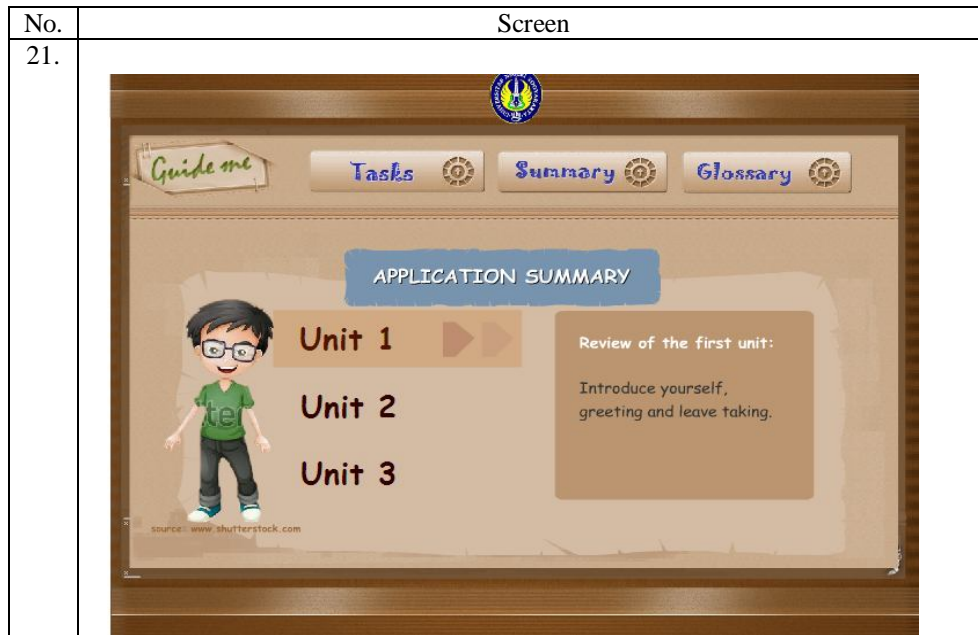 No.
Screen
21.
Guide me
Tasks
Summary
Glossary
APPLICATION SUMMARY
Unit 1
Unit 2
Unit 3
Review of the first unit:
Introduce yourself,
greeting and leave taking.
source: www.shutterstock.com